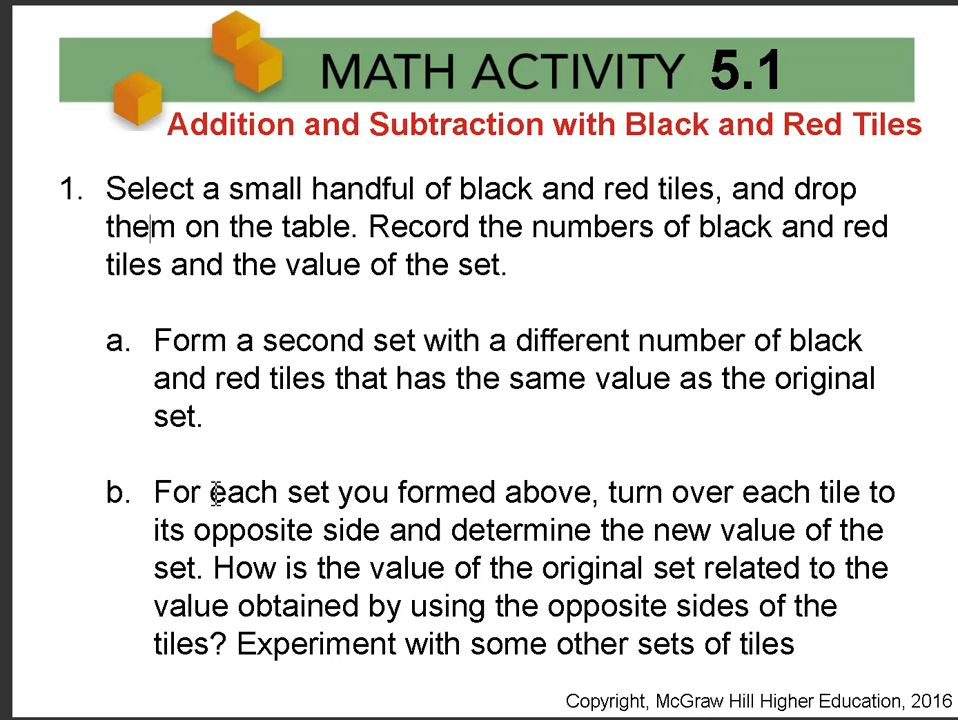 MATH ACTIVITY 5.1
Addition and Subtraction with Black and Red Tiles
1. Select a small handful of black and red tiles, and drop
them on the table. Record the numbers of black and red
tiles and the value of the set.
a. Form a second set with a different number of black
and red tiles that has the same value as the original
set.
b. For each set you formed above, turn over each tile to
its opposite side and determine the new value of the
set. How is the value of the original set related to the
value obtained by using the opposite sides of the
tiles? Experiment with some other sets of tiles
Copyright, McGraw Hill Higher Education, 2016